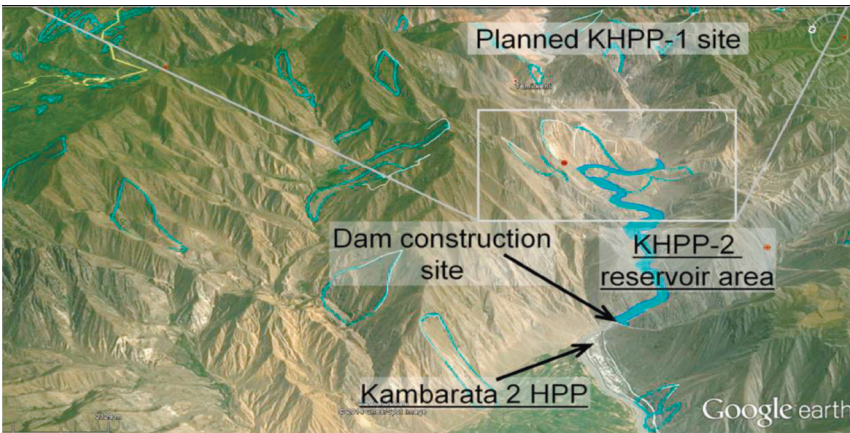 Planned KHPP-1 site
Dam construction
site
KHPP-2
reservoir area
Kambarata 2 HPP
Google earth